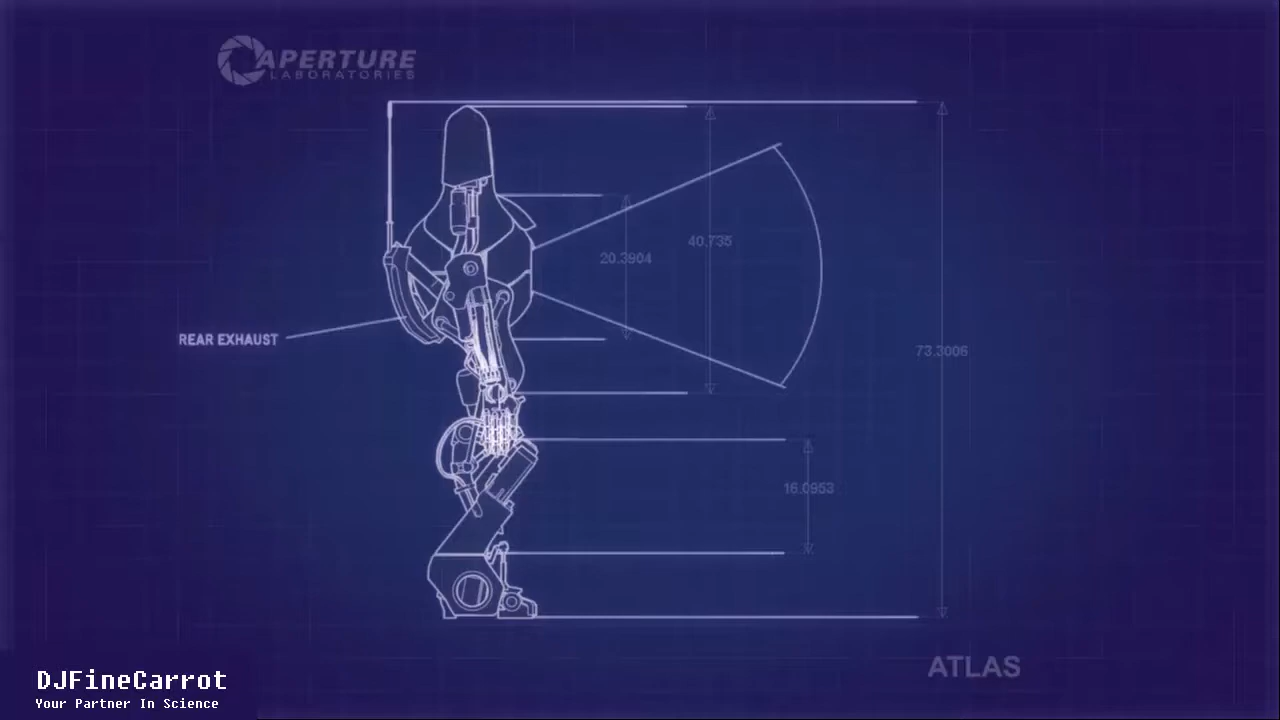 APERTURE
LABORATORIES
40.735
20.3904
REAR EXHAUST
73.3006
16.0953
ATLAS
DJFineCarrot
Your Partner In Science